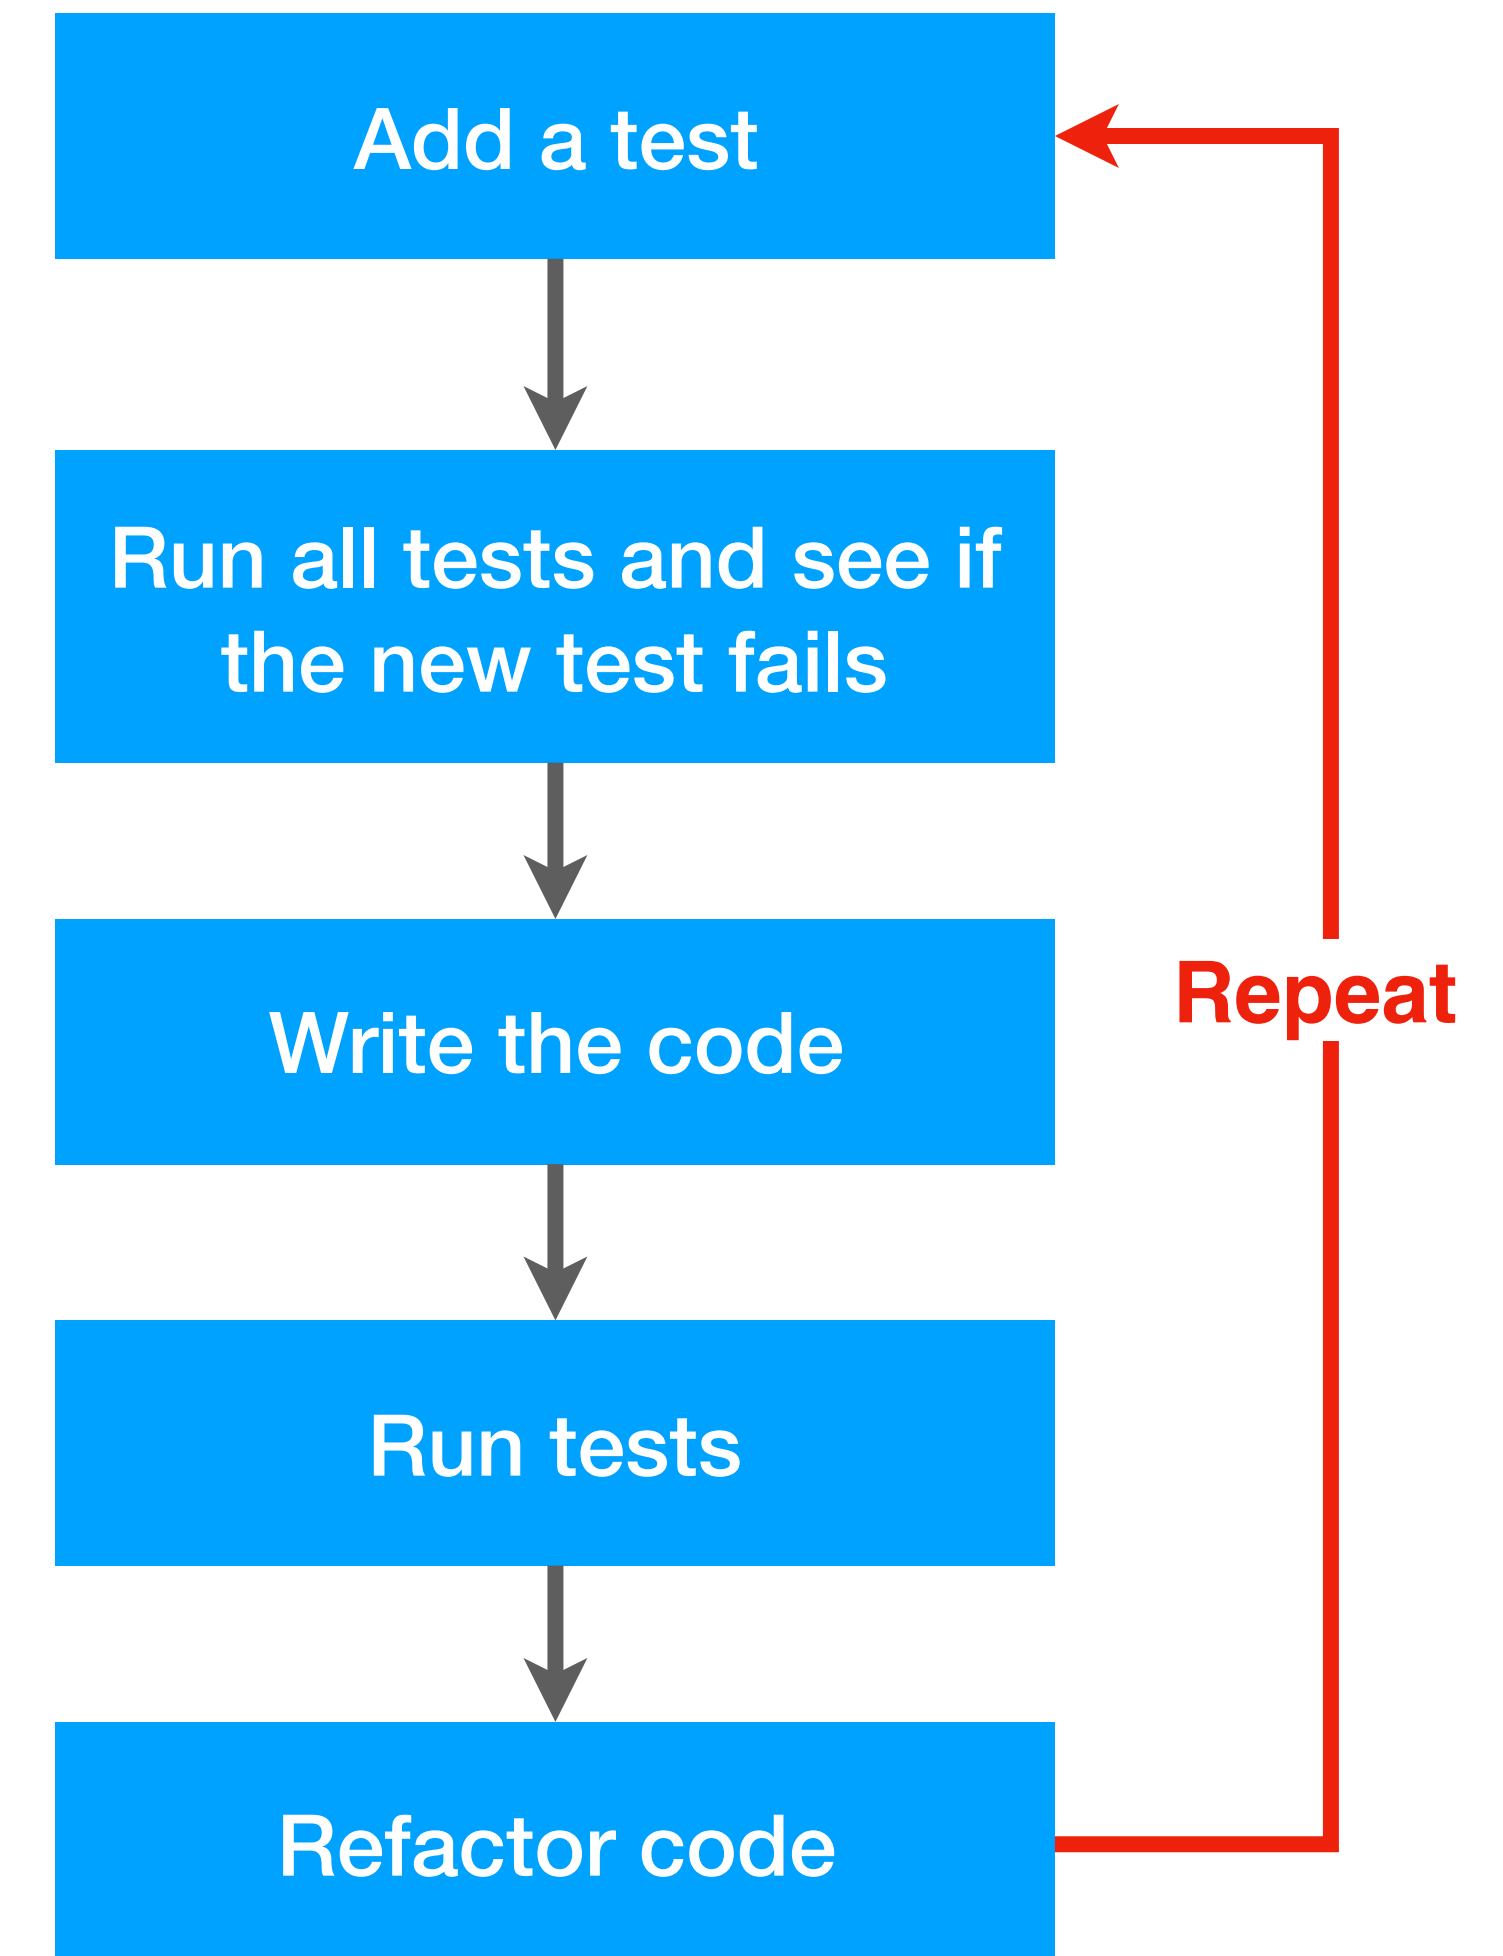 Add a test
Run all tests and see if
the new test fails
Write the code
Repeat
Run tests
Refactor code